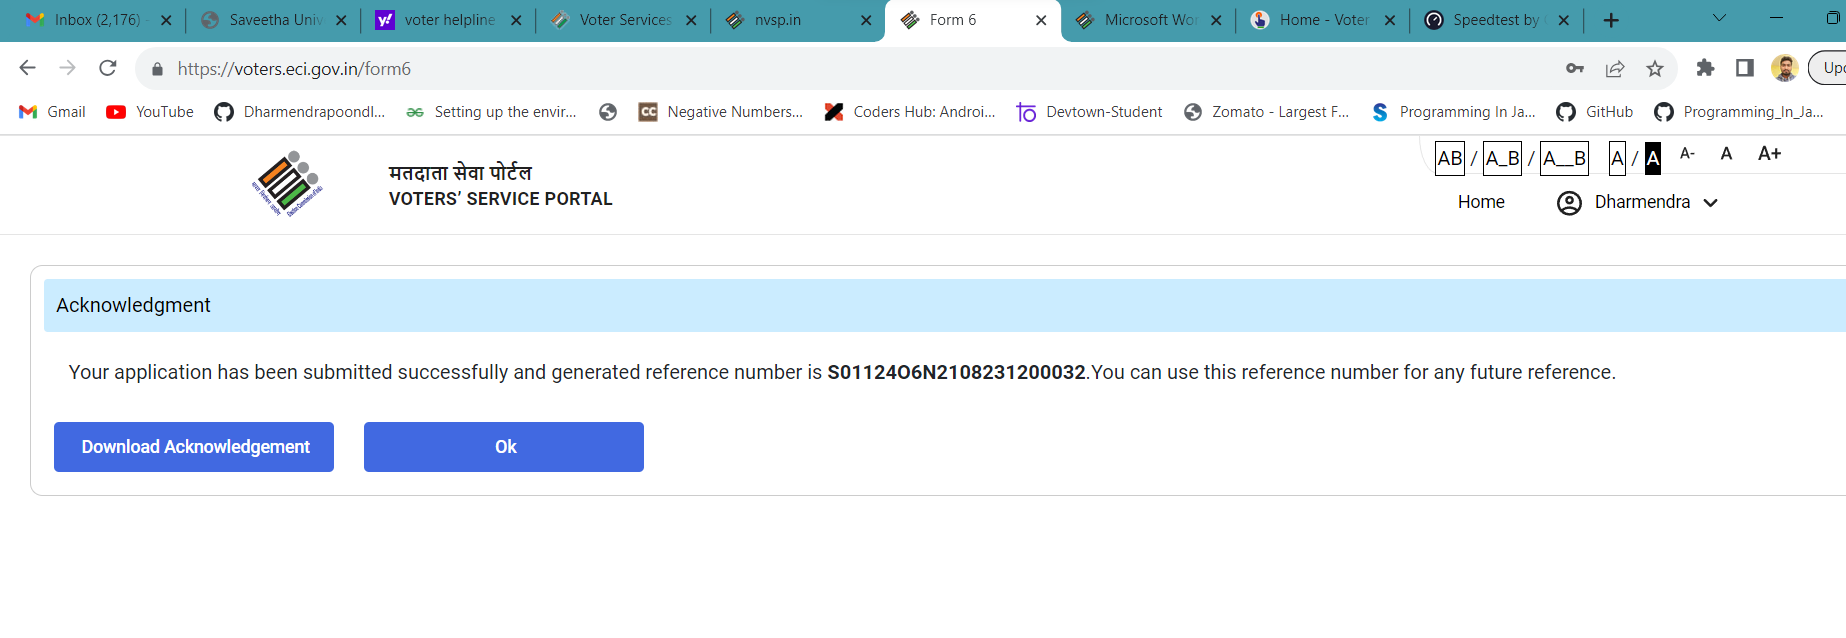 Inbox (2,176)
Saveetha Univ
voter helpline
Voter Services
nvsp.in
Form 6
Microsoft Wor
Home - Voter
Speedtest by
https://voters.eci.gov.in/form6
Upd
Gmail
YouTube
Dharmendrapoondl...
Setting up the envir...
CC
Negative Numbers...
Coders Hub: Androi...
Devtown-Student
Zomato - Largest F...
Programming In Ja...
GitHub
Programming_In_Ja...
मतदाता सेवा पोर्टल
VOTERS’ SERVICE PORTAL
AB / A_B / A__B A / A A- A A+
Home Dharmendra
Acknowledgment
Your application has been submitted successfully and generated reference number is S01124O6N2108231200032.You can use this reference number for any future reference.
Download Acknowledgement Ok